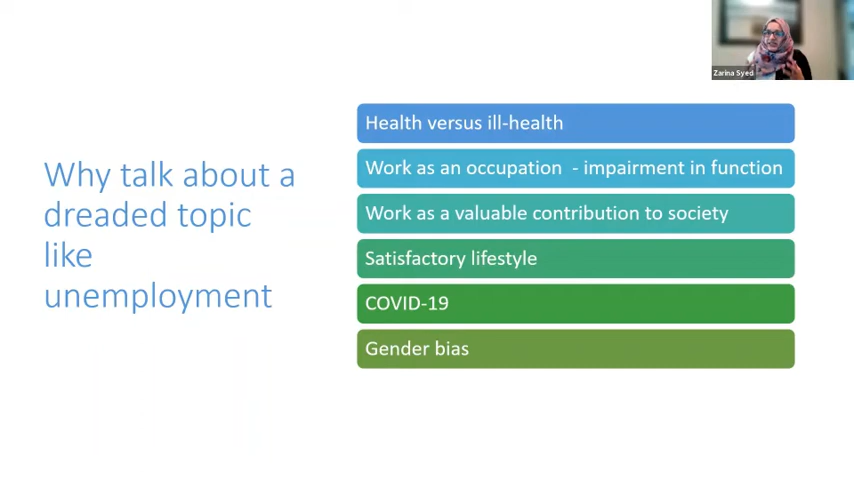 Zarina Syed
Why talk about a
dreaded topic
like
unemployment
Health versus ill-health
Work as an occupation  - impairment in function
Work as a valuable contribution to society
Satisfactory lifestyle
COVID-19
Gender bias